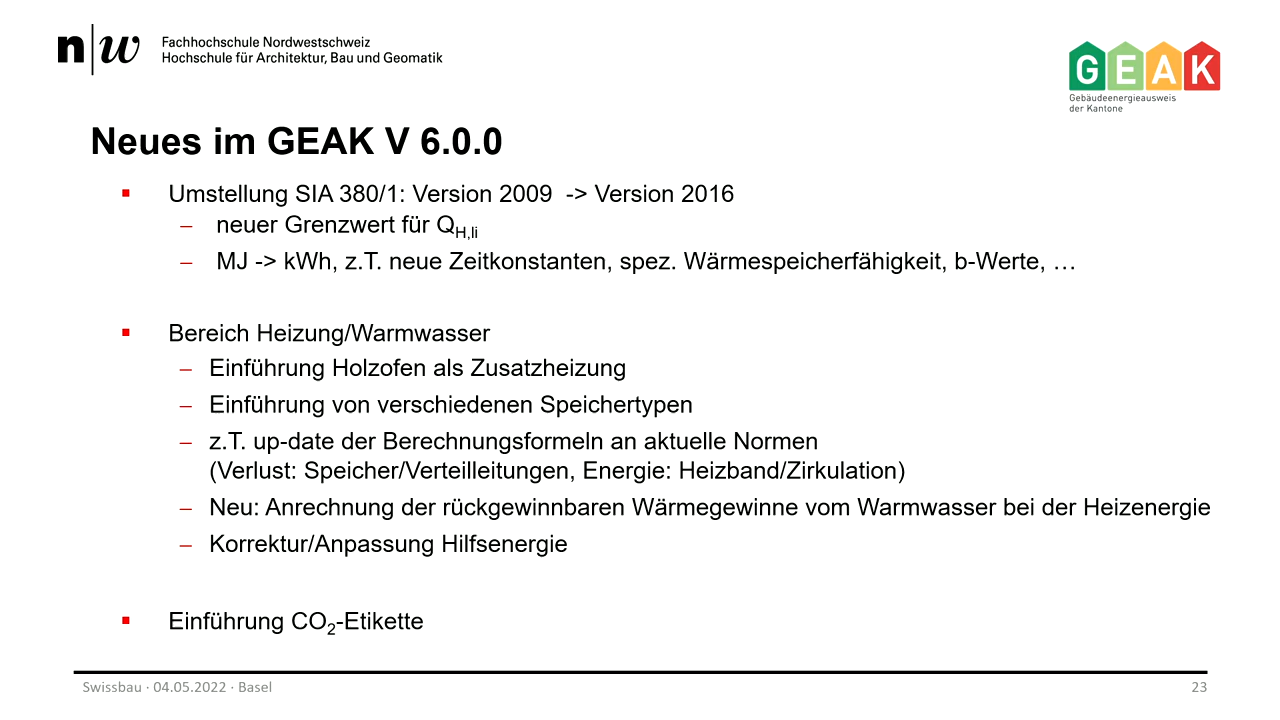 n|w Fachhochschule Nordwestschweiz
Hochschule für Architektur, Bau und Geomatik
GEAK
Gebäudeenergieausweis
der Kantone
Neues im GEAK V 6.0.0
▪ Umstellung SIA 380/1: Version 2009 -> Version 2016
– neuer Grenzwert für QH,li
– MJ -> kWh, z.T. neue Zeitkonstanten, spez. Wärmespeicherfähigkeit, b-Werte, …
▪ Bereich Heizung/Warmwasser
– Einführung Holzofen als Zusatzheizung
– Einführung von verschiedenen Speichertypen
– z.T. up-date der Berechnungsformeln an aktuelle Normen
(Verlust: Speicher/Verteilleitungen, Energie: Heizband/Zirkulation)
– Neu: Anrechnung der rückgewinnbaren Wärmegewinne vom Warmwasser bei der Heizenergie
– Korrektur/Anpassung Hilfsenergie
▪ Einführung CO2-Etikette
Swissbau · 04.05.2022 · Basel 23